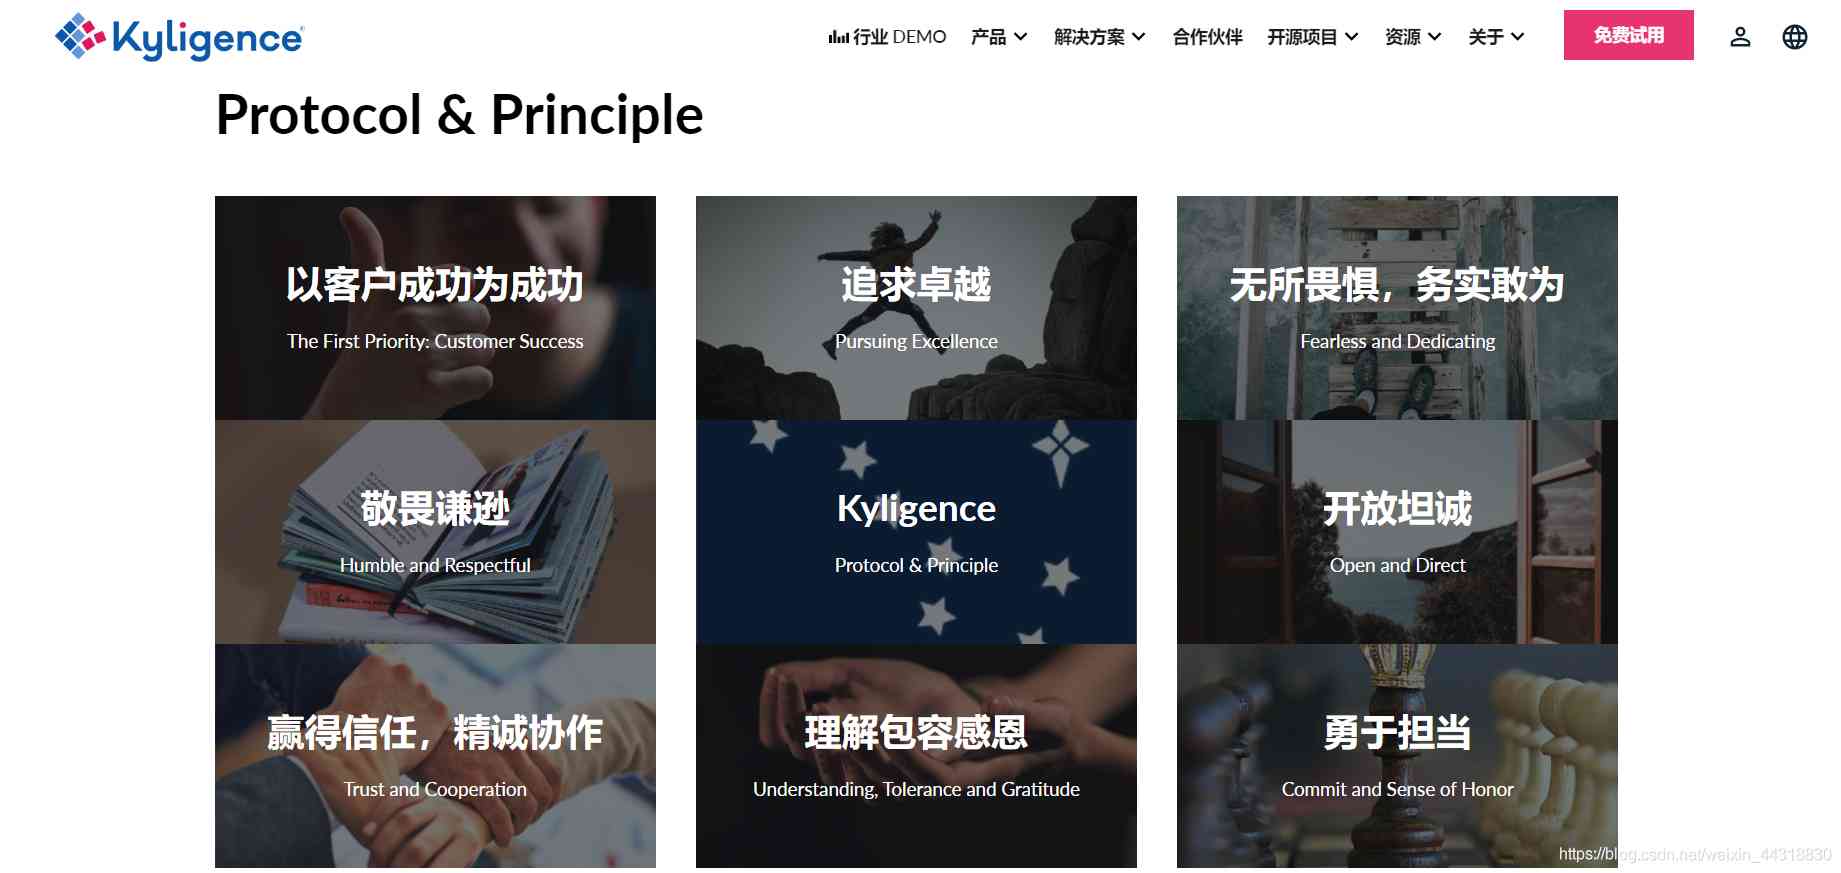 Kyligence
行业 DEMO 产品 解决方案 合作伙伴 开源项目 资源 关于 免费试用
Protocol & Principle
以客户成功为成功
The First Priority: Customer Success
追求卓越
Pursuing Excellence
无所畏惧，务实敢为
Fearless and Dedicating
敬畏谦逊
Humble and Respectful
Kyligence
Protocol & Principle
开放坦诚
Open and Direct
赢得信任，精诚协作
Trust and Cooperation
理解包容感恩
Understanding, Tolerance and Gratitude
勇于担当
Commit and Sense of Honor
https://blog.csdn.net/weixin_44318830